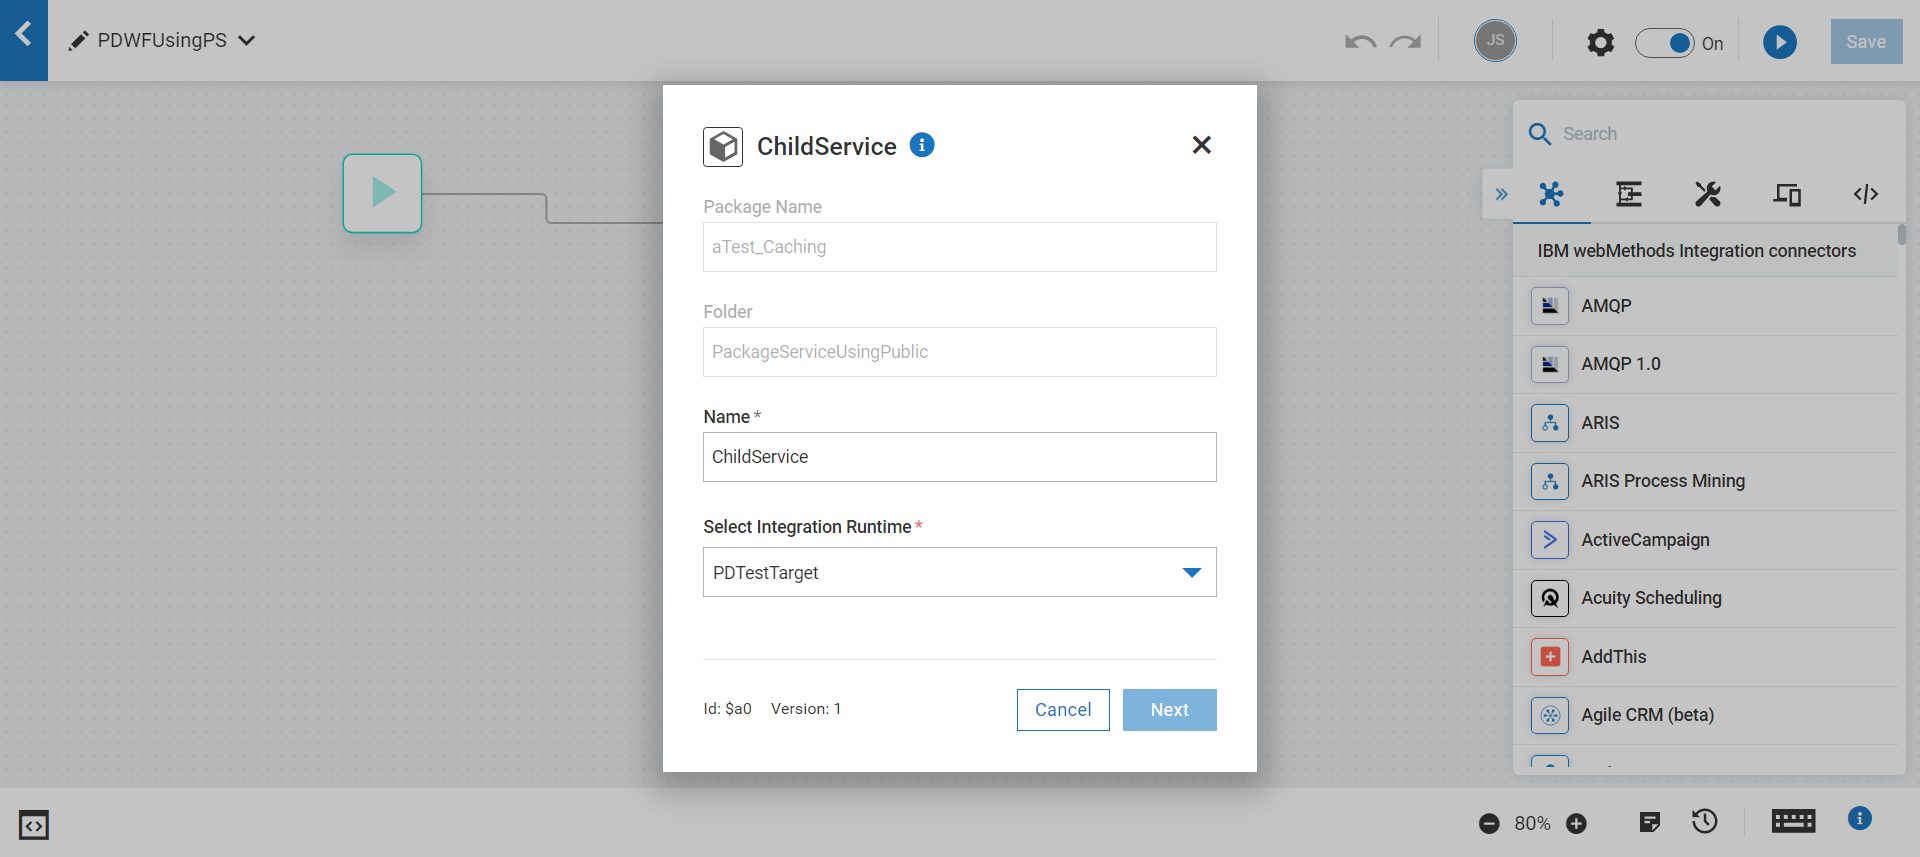 PDWFUsingPS
JS
On
Save
ChildService
Package Name
aTest_Caching
Folder
PackageServiceUsingPublic
Name *
ChildService
Select Integration Runtime *
PDTestTarget
Id: $a0 Version: 1
Cancel
Next
Search
IBM webMethods Integration connectors
AMQP
AMQP 1.0
ARIS
ARIS Process Mining
ActiveCampaign
Acuity Scheduling
AddThis
Agile CRM (beta)
80%